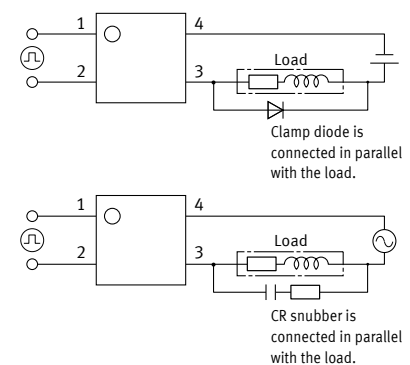 1
4
Load
2
3
Clamp diode is
connected in parallel
with the load.
1
4
Load
2
3
CR snubber is
connected in parallel
with the load.